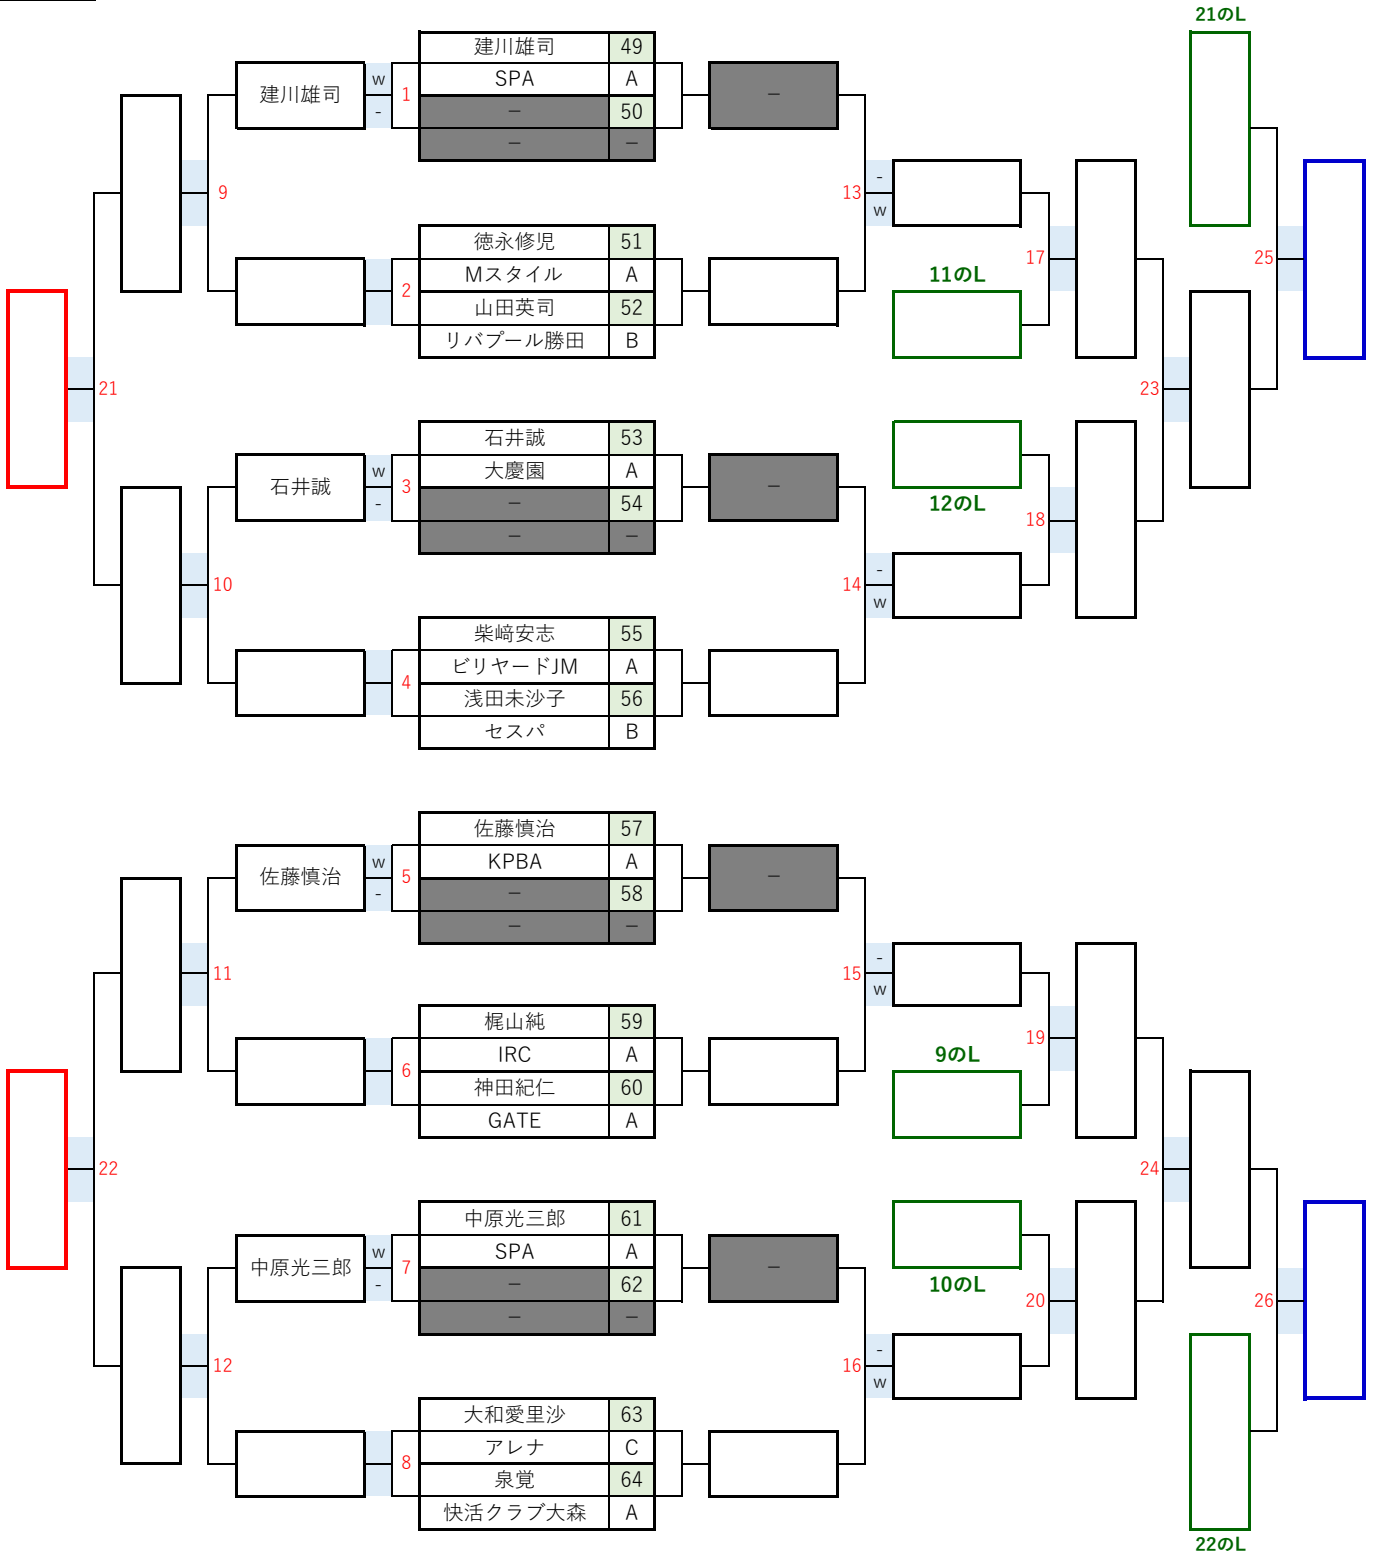 21のL
建川雄司 49
建川雄司 w - 1 SPA A －
－ 50
－ －
9 13 - w
徳永修児 51
17 25
2 Mスタイル A 11のL
山田英司 52
リバプール勝田 B
21 23
石井誠 53
石井誠 w - 3 大慶園 A －
－ 54 12のL
18
－ －
10 14 - w
柴﨑安志 55
4 ビリヤードJM A
浅田未沙子 56
セスパ B
佐藤慎治 57
佐藤慎治 w - 5 KPBA A －
－ 58
－ －
11 15 - w
梶山純 59
19
6 IRC A 9のL
神田紀仁 60
GATE A
22 24
中原光三郎 61
中原光三郎 w - 7 SPA A －
－ 62 10のL
20 26
－ －
12 16 - w
大和愛里沙 63
8 アレナ C
泉覚 64
快活クラブ大森 A
22のL